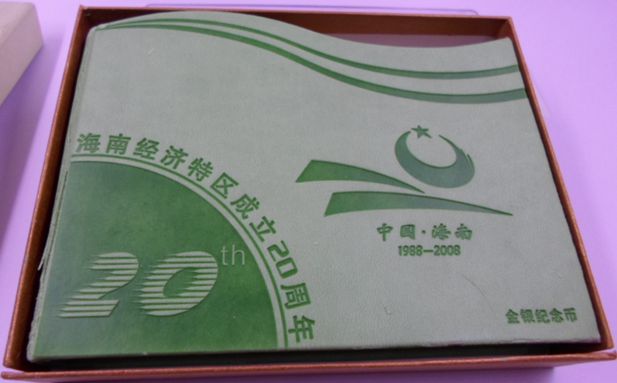 海南经济特区成立20周年
20th
中国·海南
1988—2008
金银纪念币